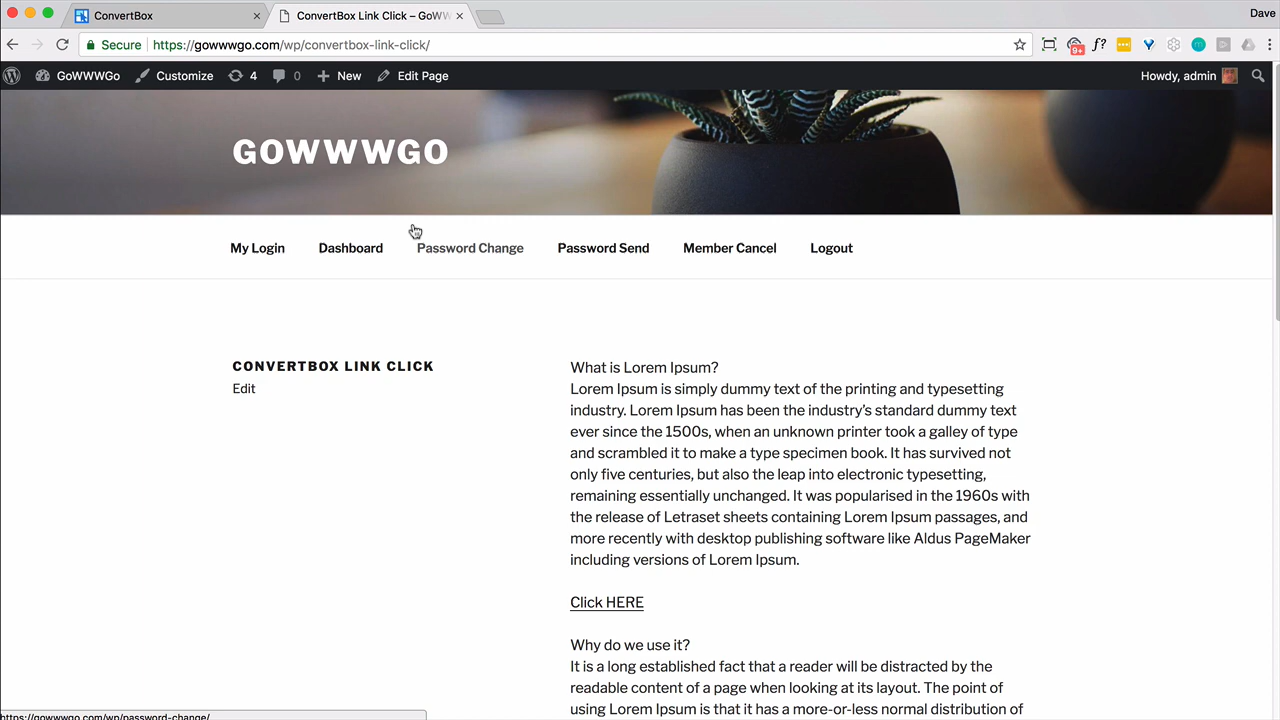 ConvertBox
ConvertBox Link Click – GoWW
Dave
Secure
https://gowwwgo.com/wp/convertbox-link-click/
9+
f?
GoWWWGo
Customize
4
0
New
Edit Page
Howdy, admin
GOWWWGO
My Login
Dashboard
Password Change
Password Send
Member Cancel
Logout
CONVERTBOX LINK CLICK
Edit
What is Lorem Ipsum?
Lorem Ipsum is simply dummy text of the printing and typesetting
industry. Lorem Ipsum has been the industry's standard dummy text
ever since the 1500s, when an unknown printer took a galley of type
and scrambled it to make a type specimen book. It has survived not
only five centuries, but also the leap into electronic typesetting,
remaining essentially unchanged. It was popularised in the 1960s with
the release of Letraset sheets containing Lorem Ipsum passages, and
more recently with desktop publishing software like Aldus PageMaker
including versions of Lorem Ipsum.
Click HERE
Why do we use it?
It is a long established fact that a reader will be distracted by the
readable content of a page when looking at its layout. The point of
using Lorem Ipsum is that it has a more-or-less normal distribution of
https://gowwwgo.com/wp/password-change/